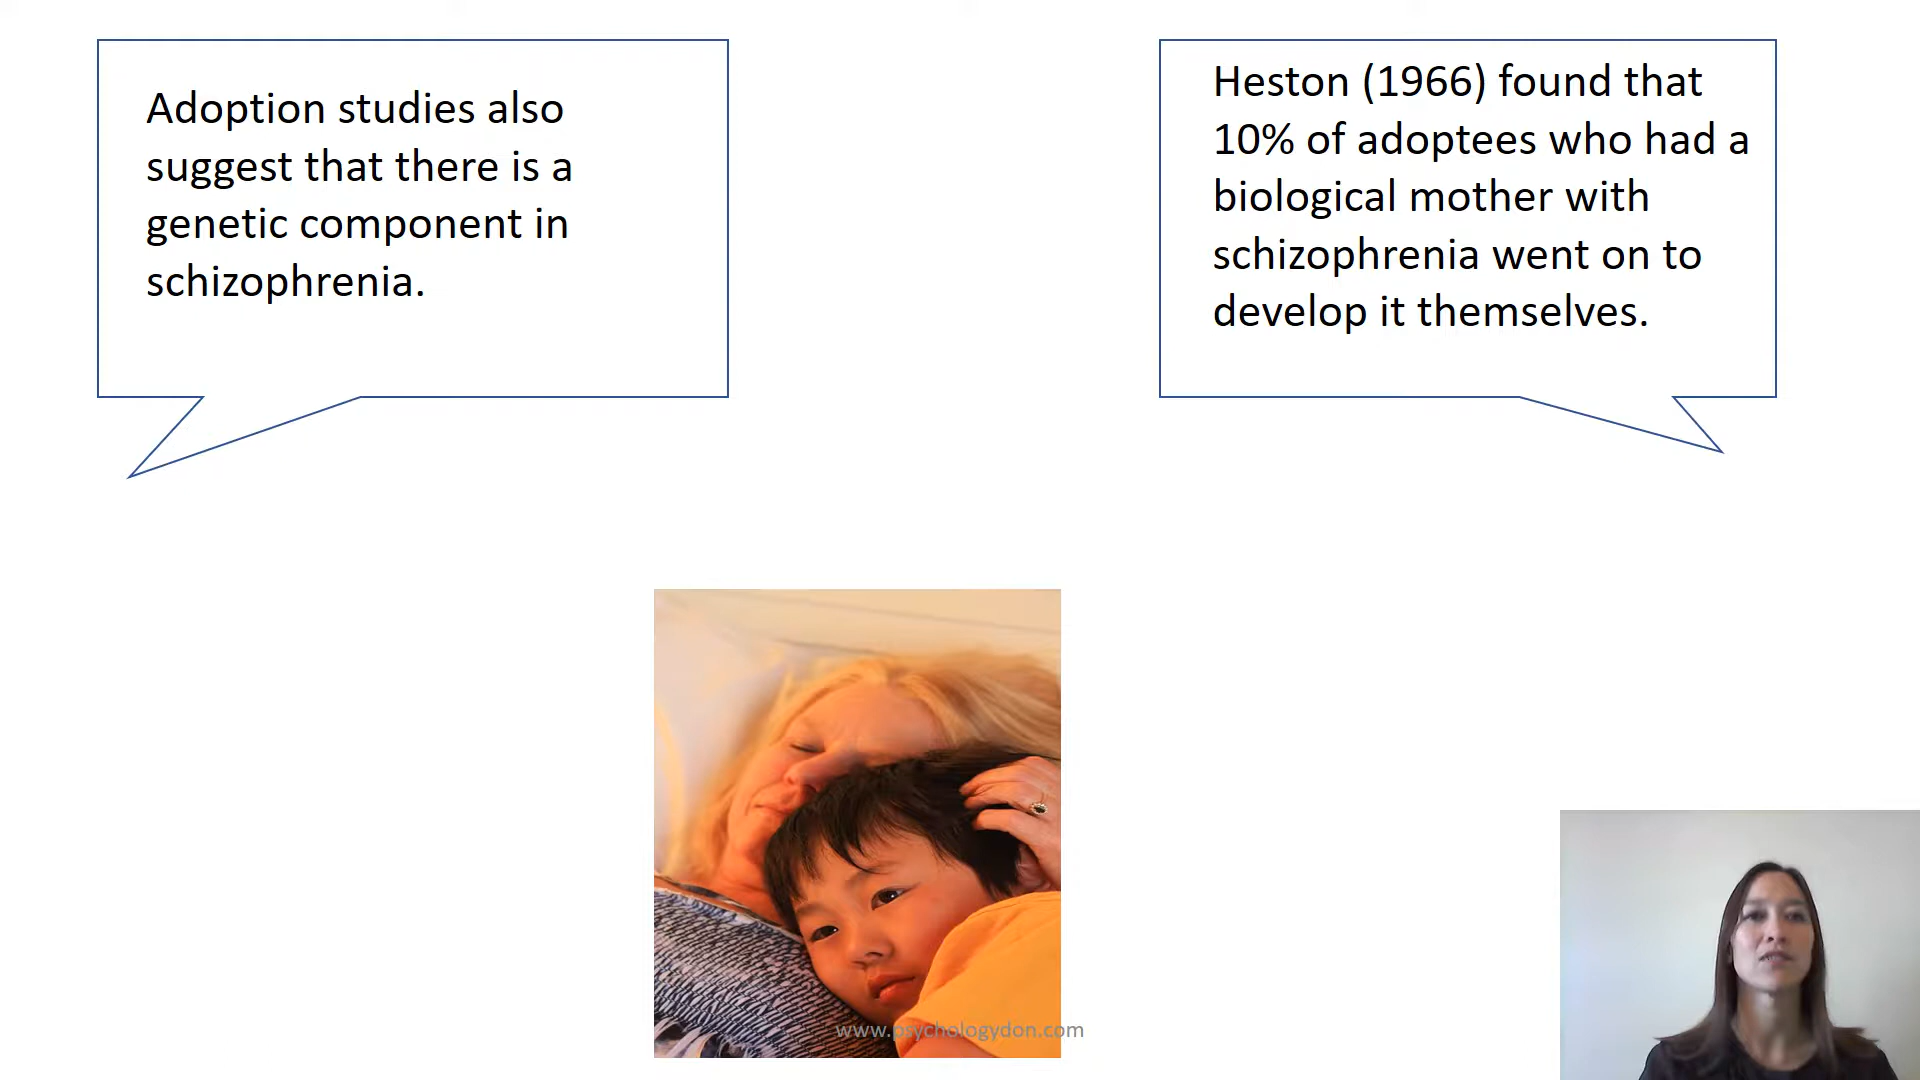 Adoption studies also
suggest that there is a
genetic component in
schizophrenia.
Heston (1966) found that
10% of adoptees who had a
biological mother with
schizophrenia went on to
develop it themselves.
www.psychologydon.com